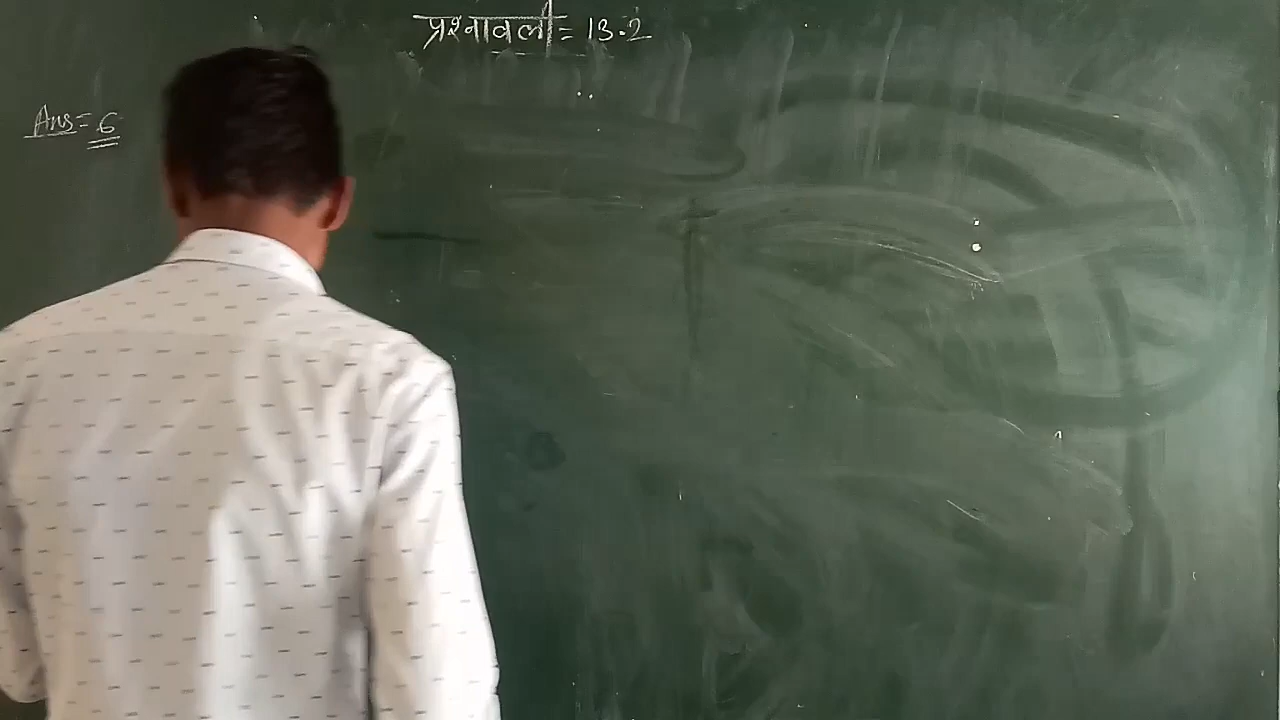 प्रश्नावली = 13.2
Ans = 6